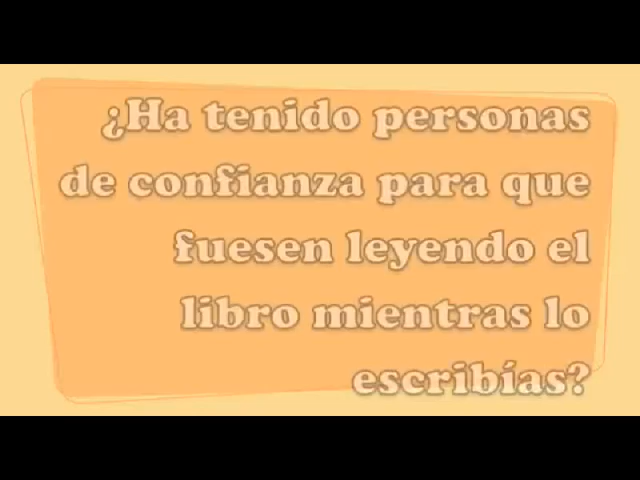 ¿Ha tenido personas
de confianza para que
fuesen leyendo el
libro mientras lo
escribías?